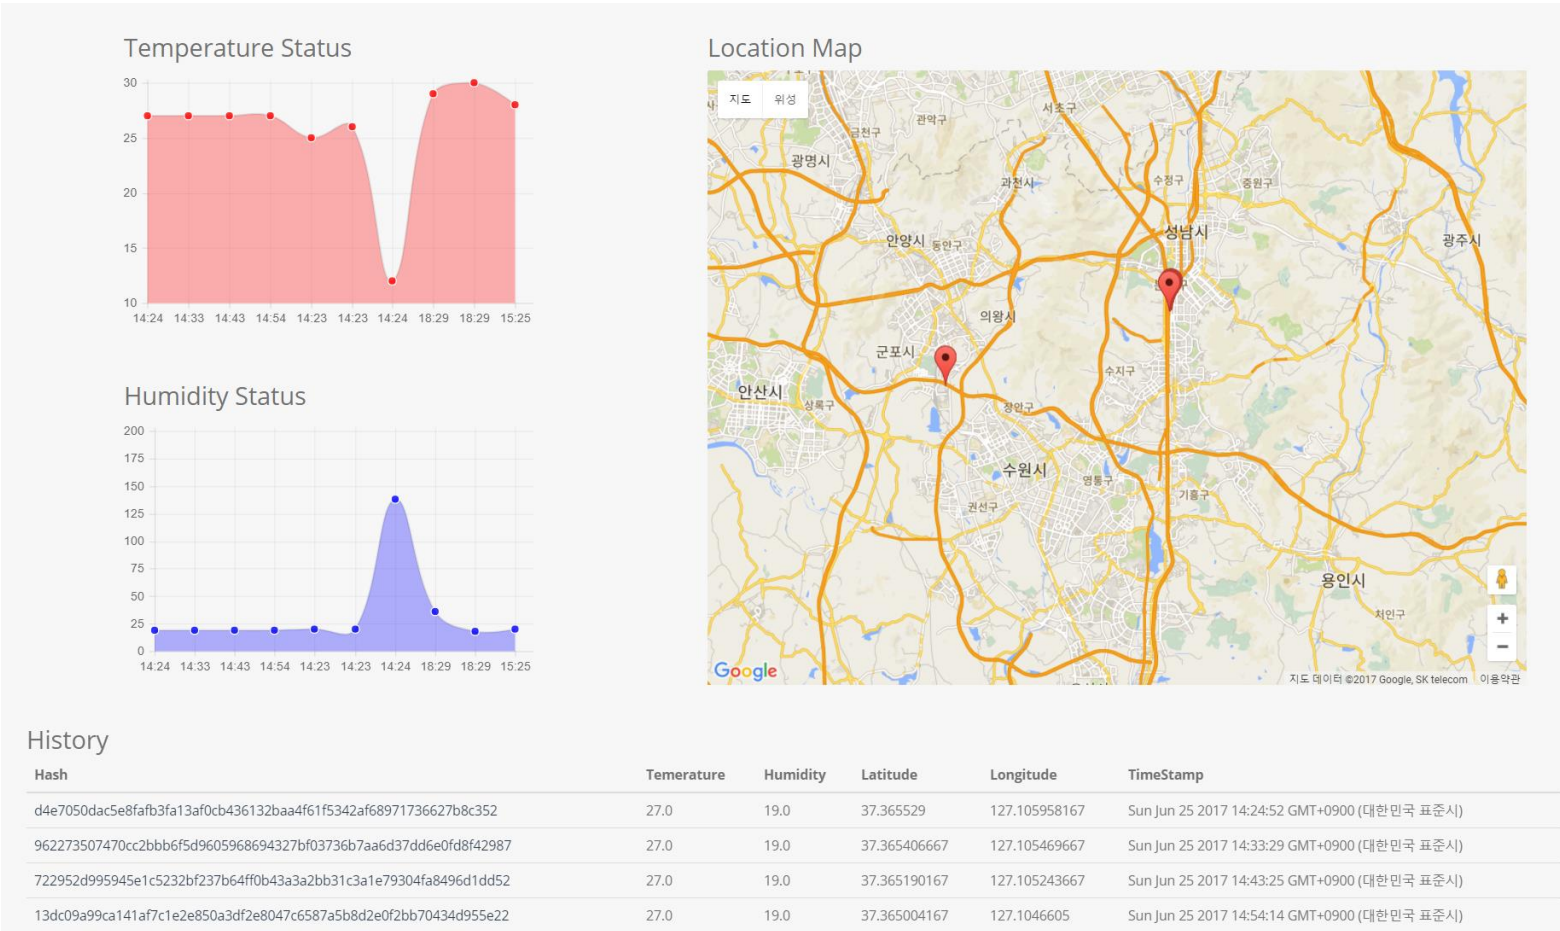 Temperature Status
30
25
20
15
10
14:24 14:33 14:43 14:54 14:23 14:23 14:24 18:29 18:29 15:25
Humidity Status
200
175
150
125
100
75
50
25
0
14:24 14:33 14:43 14:54 14:23 14:23 14:24 18:29 18:29 15:25
Location Map
지도 위성
서초구
관악구
금천구
광명시
과천시
수정구
중원구
성남시
안양시
동안구
광주시
의왕시
군포시
수지구
안산시
상록구
장안구
수원시
영통구
기흥구
권선구
용인시
처인구
+
−
Google
지도 데이터 ©2017 Google, SK telecom 이용약관
History
Hash Temerature Humidity Latitude Longitude TimeStamp
d4e7050dac5e8fafb3fa13af0cb436132baa4f61f5342af68971736627b8c352 27.0 19.0 37.365529 127.105958167 Sun Jun 25 2017 14:24:52 GMT+0900 (대한민국 표준시)
962273507470cc2bbb6f5d9605968694327bf03736b7aa6d37dd6e0fd8f42987 27.0 19.0 37.365406667 127.105469667 Sun Jun 25 2017 14:33:29 GMT+0900 (대한민국 표준시)
722952d995945e1c5232bf237b64ff0b43a3a2bb31c3a1e79304fa8496d1dd52 27.0 19.0 37.365190167 127.105243667 Sun Jun 25 2017 14:43:25 GMT+0900 (대한민국 표준시)
13dc09a99ca141af7c1e2e850a3df2e8047c6587a5b8d2e0f2bb70434d955e22 27.0 19.0 37.365004167 127.1046605 Sun Jun 25 2017 14:54:14 GMT+0900 (대한민국 표준시)